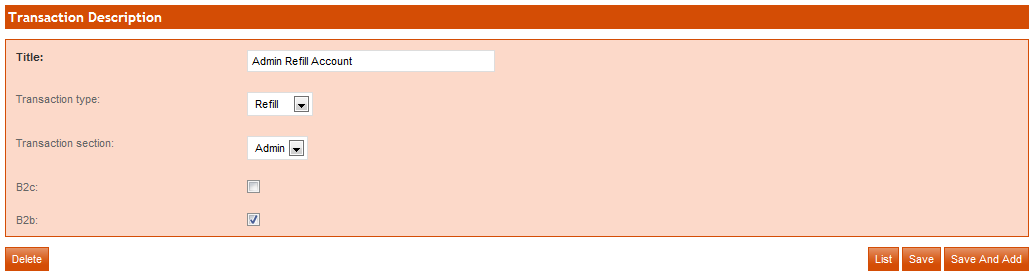 Transaction Description
Title: Admin Refill Account
Transaction type: Refill
Transaction section: Admin
B2c:
B2b:
Delete List Save Save And Add